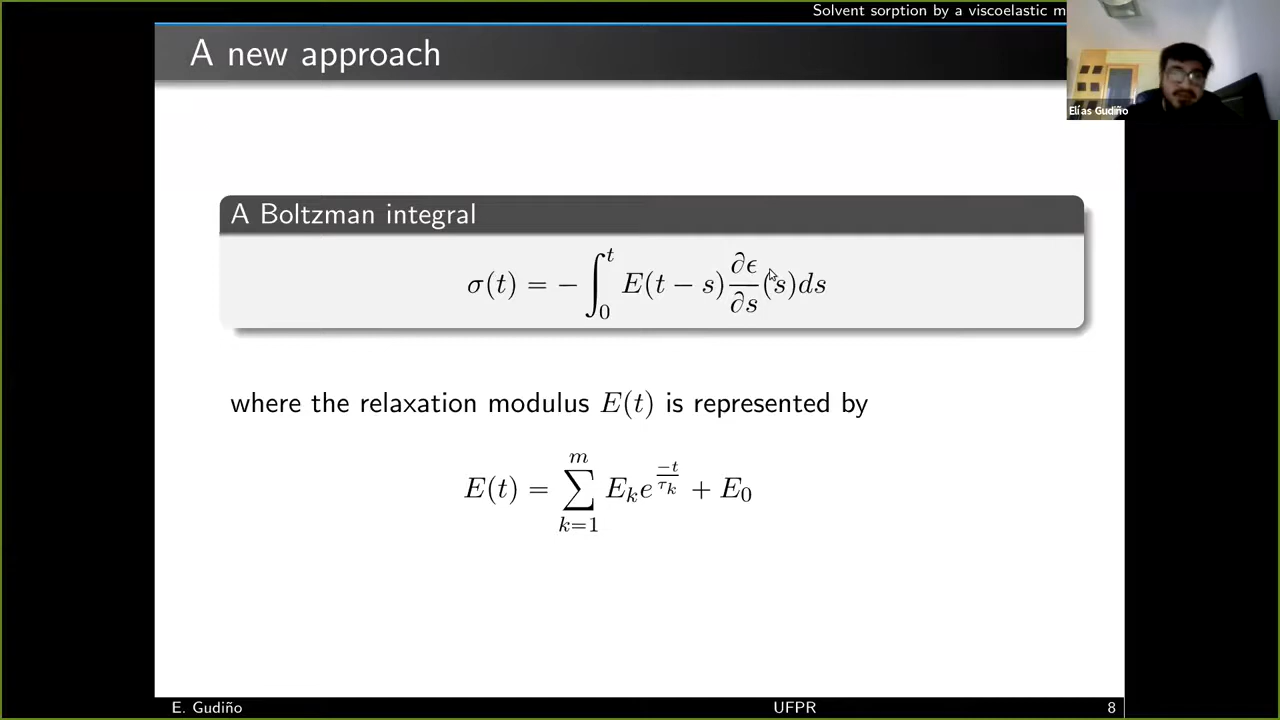 Solvent sorption by a viscoelastic m
A new approach
Elías Gudiño
A Boltzman integral
σ(t) = − ∫₀ᵗ E(t − s) ∂ϵ/∂s (s)ds
where the relaxation modulus E(t) is represented by
E(t) = ∑ₖ₌₁ᵐ Eₖe^(−t/τₖ) + E₀
E. Gudiño UFPR 8